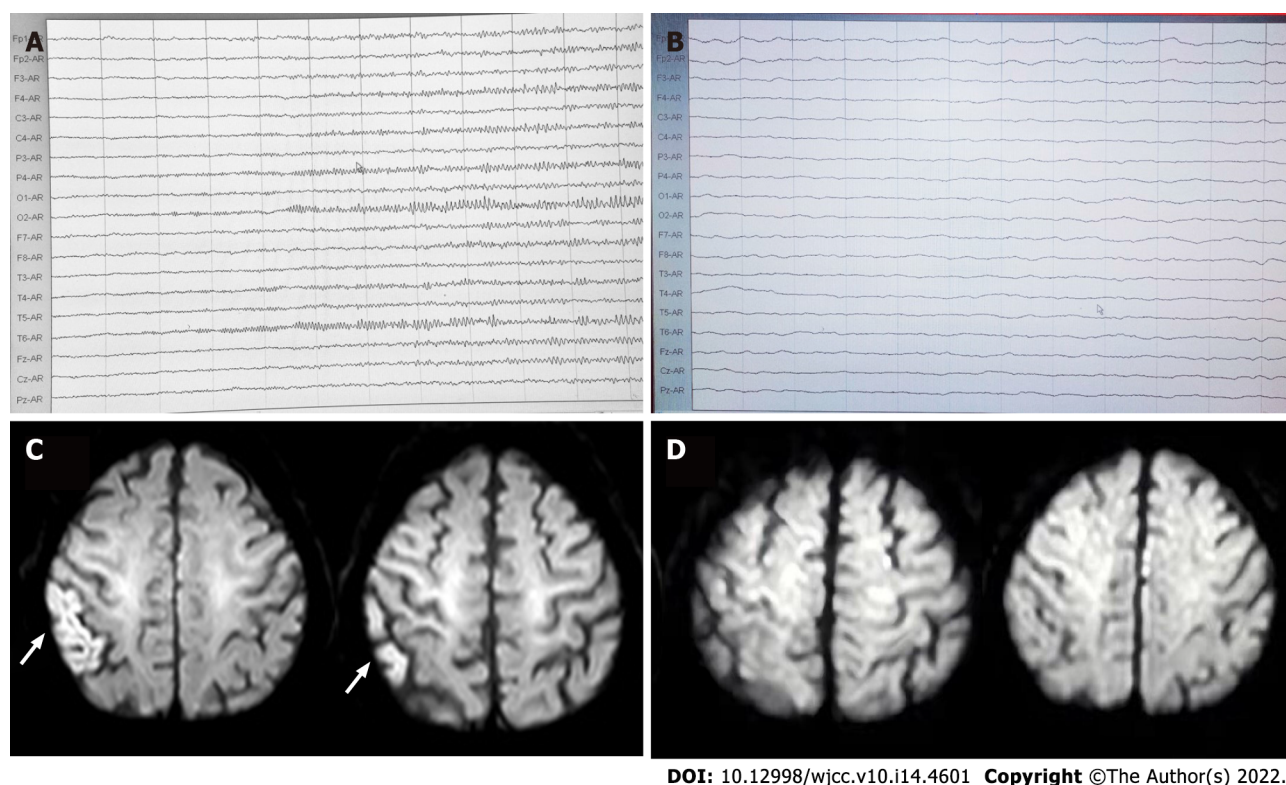 A
Fp1-AR
Fp2-AR
F3-AR
F4-AR
C3-AR
C4-AR
P3-AR
P4-AR
O1-AR
O2-AR
F7-AR
F8-AR
T3-AR
T4-AR
T5-AR
T6-AR
Fz-AR
Cz-AR
Pz-AR
B
Fp2-AR
F3-AR
F4-AR
C3-AR
C4-AR
P3-AR
P4-AR
O1-AR
O2-AR
F7-AR
F8-AR
T3-AR
T4-AR
T5-AR
T6-AR
Fz-AR
Cz-AR
Pz-AR
C
D
DOI: 10.12998/wjcc.v10.i14.4601 Copyright ©The Author(s) 2022.